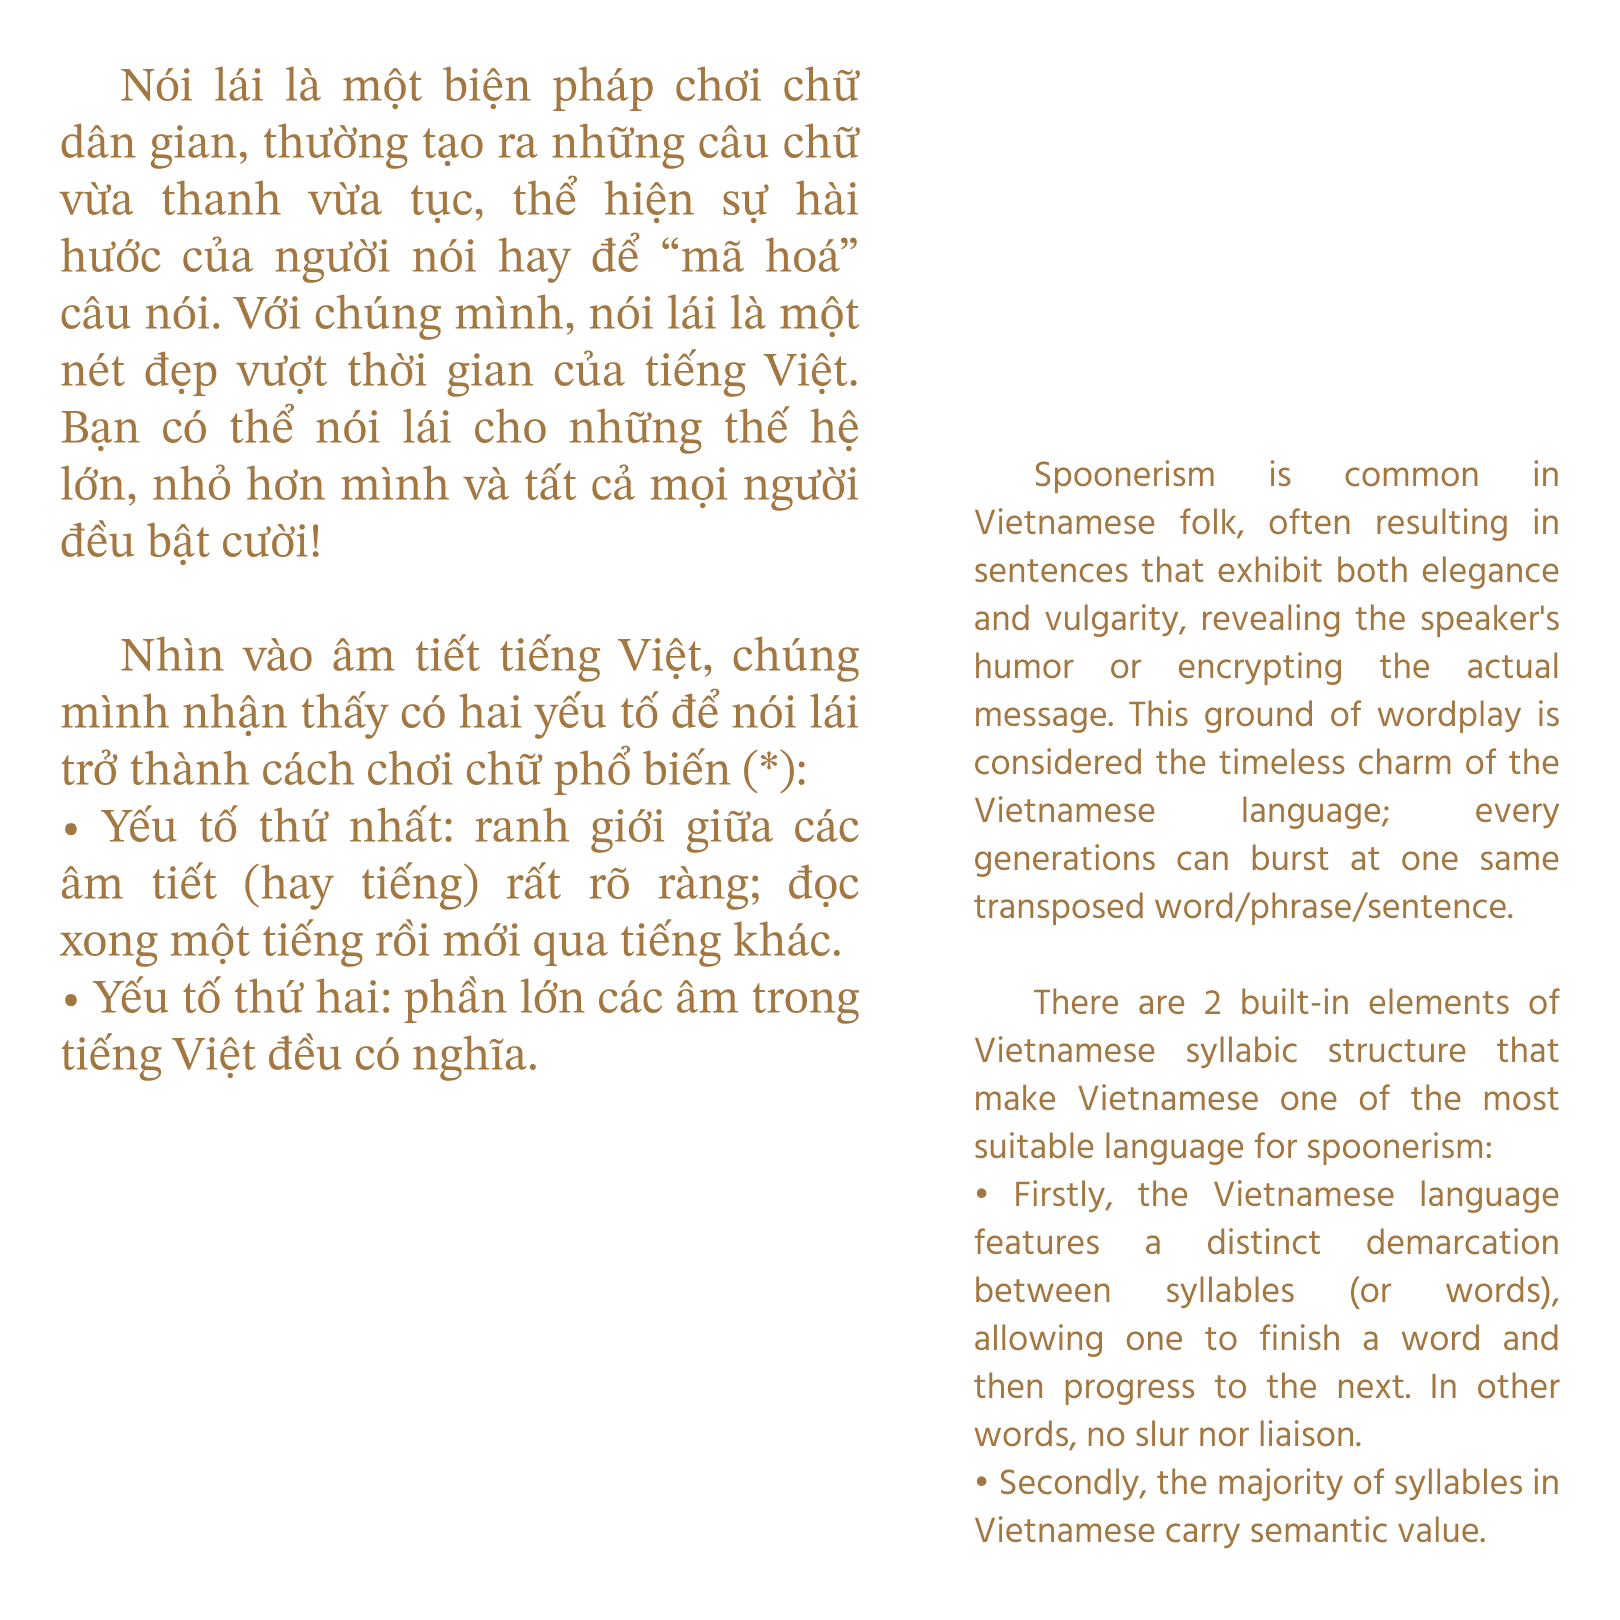 Nói lái là một biện pháp chơi chữ
dân gian, thường tạo ra những câu chữ
vừa thanh vừa tục, thể hiện sự hài
hước của người nói hay để “mã hoá”
câu nói. Với chúng mình, nói lái là một
nét đẹp vượt thời gian của tiếng Việt.
Bạn có thể nói lái cho những thế hệ
lớn, nhỏ hơn mình và tất cả mọi người
đều bật cười!
Nhìn vào âm tiết tiếng Việt, chúng
mình nhận thấy có hai yếu tố để nói lái
trở thành cách chơi chữ phổ biến (*):
• Yếu tố thứ nhất: ranh giới giữa các
âm tiết (hay tiếng) rất rõ ràng; đọc
xong một tiếng rồi mới qua tiếng khác.
• Yếu tố thứ hai: phần lớn các âm trong
tiếng Việt đều có nghĩa.
Spoonerism is common in
Vietnamese folk, often resulting in
sentences that exhibit both elegance
and vulgarity, revealing the speaker's
humor or encrypting the actual
message. This ground of wordplay is
considered the timeless charm of the
Vietnamese language; every
generations can burst at one same
transposed word/phrase/sentence.
There are 2 built-in elements of
Vietnamese syllabic structure that
make Vietnamese one of the most
suitable language for spoonerism:
• Firstly, the Vietnamese language
features a distinct demarcation
between syllables (or words),
allowing one to finish a word and
then progress to the next. In other
words, no slur nor liaison.
• Secondly, the majority of syllables in
Vietnamese carry semantic value.